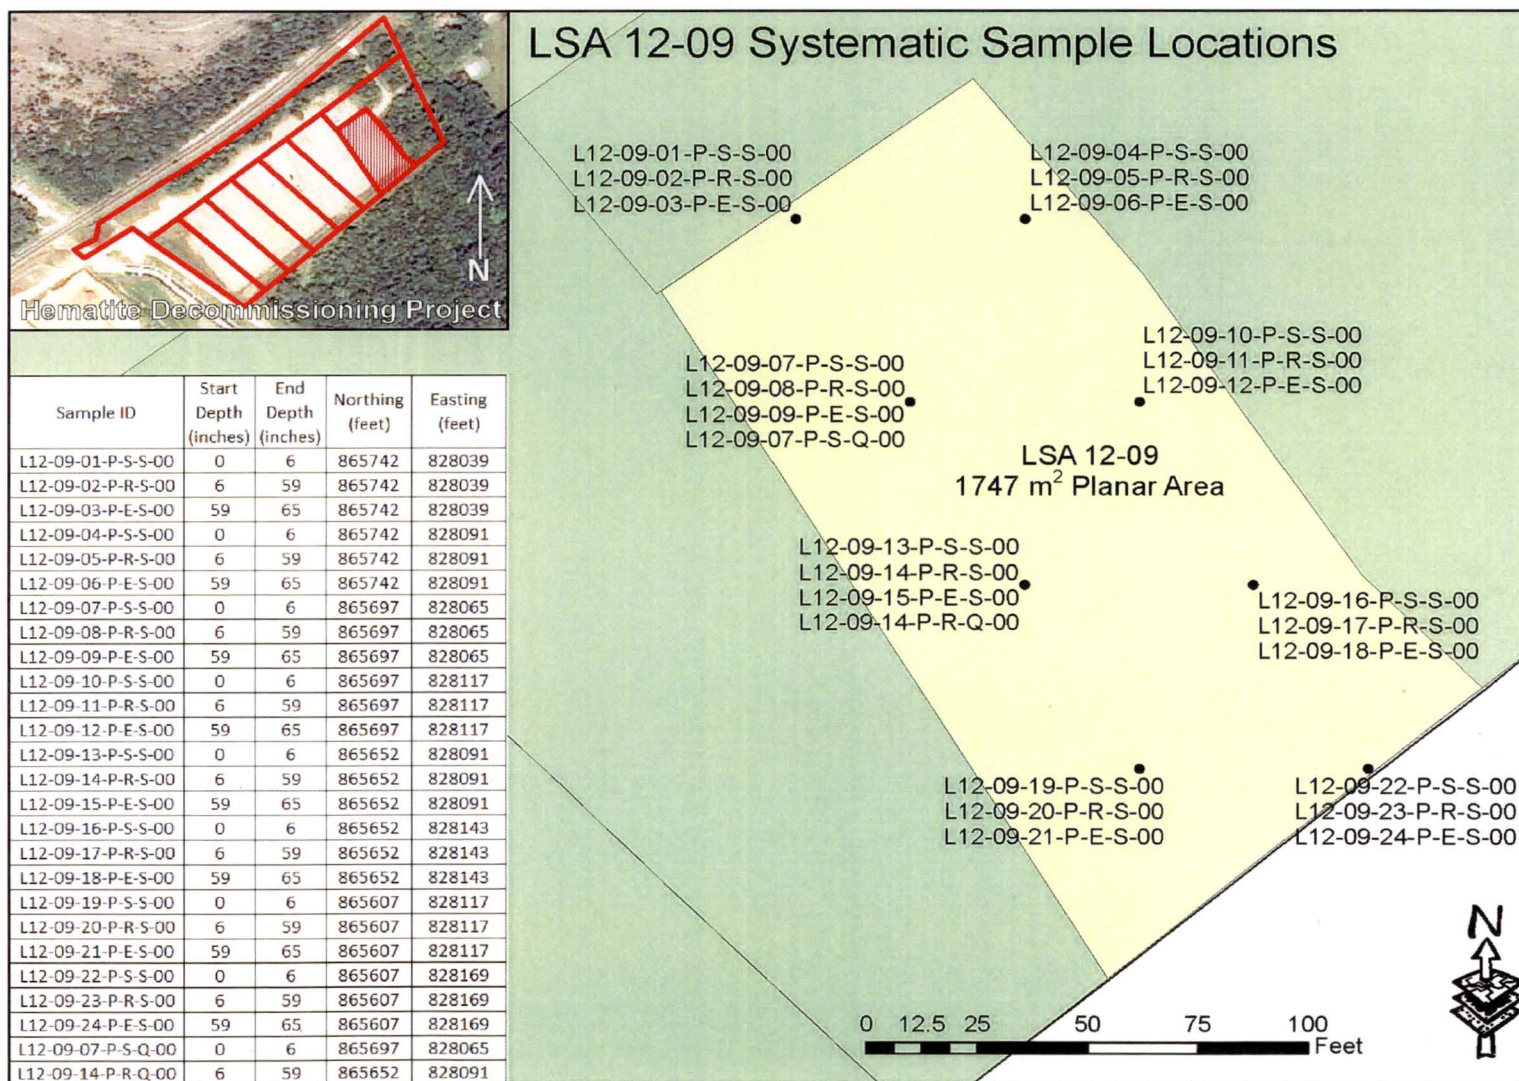 LSA 12-09 Systematic Sample Locations
N
Hematite Decommissioning Project
Sample ID Start Depth (inches) End Depth (inches) Northing (feet) Easting (feet)
L12-09-01-P-S-S-00 0 6 865742 828039
L12-09-02-P-R-S-00 6 59 865742 828039
L12-09-03-P-E-S-00 59 65 865742 828039
L12-09-04-P-S-S-00 0 6 865742 828091
L12-09-05-P-R-S-00 6 59 865742 828091
L12-09-06-P-E-S-00 59 65 865742 828091
L12-09-07-P-S-S-00 0 6 865697 828065
L12-09-08-P-R-S-00 6 59 865697 828065
L12-09-09-P-E-S-00 59 65 865697 828065
L12-09-10-P-S-S-00 0 6 865697 828117
L12-09-11-P-R-S-00 6 59 865697 828117
L12-09-12-P-E-S-00 59 65 865697 828117
L12-09-13-P-S-S-00 0 6 865652 828091
L12-09-14-P-R-S-00 6 59 865652 828091
L12-09-15-P-E-S-00 59 65 865652 828091
L12-09-16-P-S-S-00 0 6 865652 828143
L12-09-17-P-R-S-00 6 59 865652 828143
L12-09-18-P-E-S-00 59 65 865652 828143
L12-09-19-P-S-S-00 0 6 865607 828117
L12-09-20-P-R-S-00 6 59 865607 828117
L12-09-21-P-E-S-00 59 65 865607 828117
L12-09-22-P-S-S-00 0 6 865607 828169
L12-09-23-P-R-S-00 6 59 865607 828169
L12-09-24-P-E-S-00 59 65 865607 828169
L12-09-07-P-S-Q-00 0 6 865697 828065
L12-09-14-P-R-Q-00 6 59 865652 828091
L12-09-01-P-S-S-00
L12-09-02-P-R-S-00
L12-09-03-P-E-S-00
L12-09-04-P-S-S-00
L12-09-05-P-R-S-00
L12-09-06-P-E-S-00
L12-09-07-P-S-S-00
L12-09-08-P-R-S-00
L12-09-09-P-E-S-00
L12-09-07-P-S-Q-00
L12-09-10-P-S-S-00
L12-09-11-P-R-S-00
L12-09-12-P-E-S-00
LSA 12-09
1747 m² Planar Area
L12-09-13-P-S-S-00
L12-09-14-P-R-S-00
L12-09-15-P-E-S-00
L12-09-14-P-R-Q-00
L12-09-16-P-S-S-00
L12-09-17-P-R-S-00
L12-09-18-P-E-S-00
L12-09-19-P-S-S-00
L12-09-20-P-R-S-00
L12-09-21-P-E-S-00
L12-09-22-P-S-S-00
L12-09-23-P-R-S-00
L12-09-24-P-E-S-00
N
0 12.5 25 50 75 100
Feet